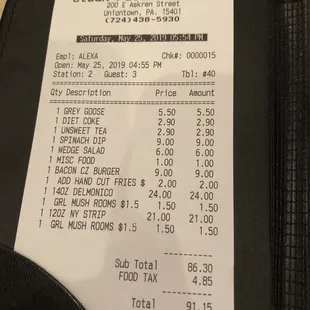 200 E Askren Street
Uniontown, PA. 15401
(724)438-5930
Saturday, May 25, 2019 05:54 PM
Empl: ALEXA Chk#: 0000015
Open: May 25, 2019 04:55 PM
Station: 2 Guest: 3 Tbl: #40
Qty Description Price Amount
1 GREY GOOSE 5.50 5.50
1 DIET COKE 2.90 2.90
1 UNSWEET TEA 2.90 2.90
1 SPINACH DIP 9.00 9.00
1 WEDGE SALAD 6.00 6.00
1 MISC FOOD 1.00 1.00
1 BACON CZ BURGER 9.00 9.00
1 ADD HAND CUT FRIES $ 2.00 2.00
1 14OZ DELMONICO 24.00 24.00
1 GRL MUSH ROOMS $1.5 1.50 1.50
1 12OZ NY STRIP 21.00 21.00
1 GRL MUSH ROOMS $1.5 1.50 1.50
Sub Total 86.30
FOOD TAX 4.85
Total 91.15